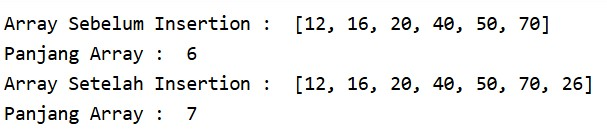 Array Sebelum Insertion :  [12, 16, 20, 40, 50, 70]
Panjang Array :  6
Array Setelah Insertion :  [12, 16, 20, 40, 50, 70, 26]
Panjang Array :  7